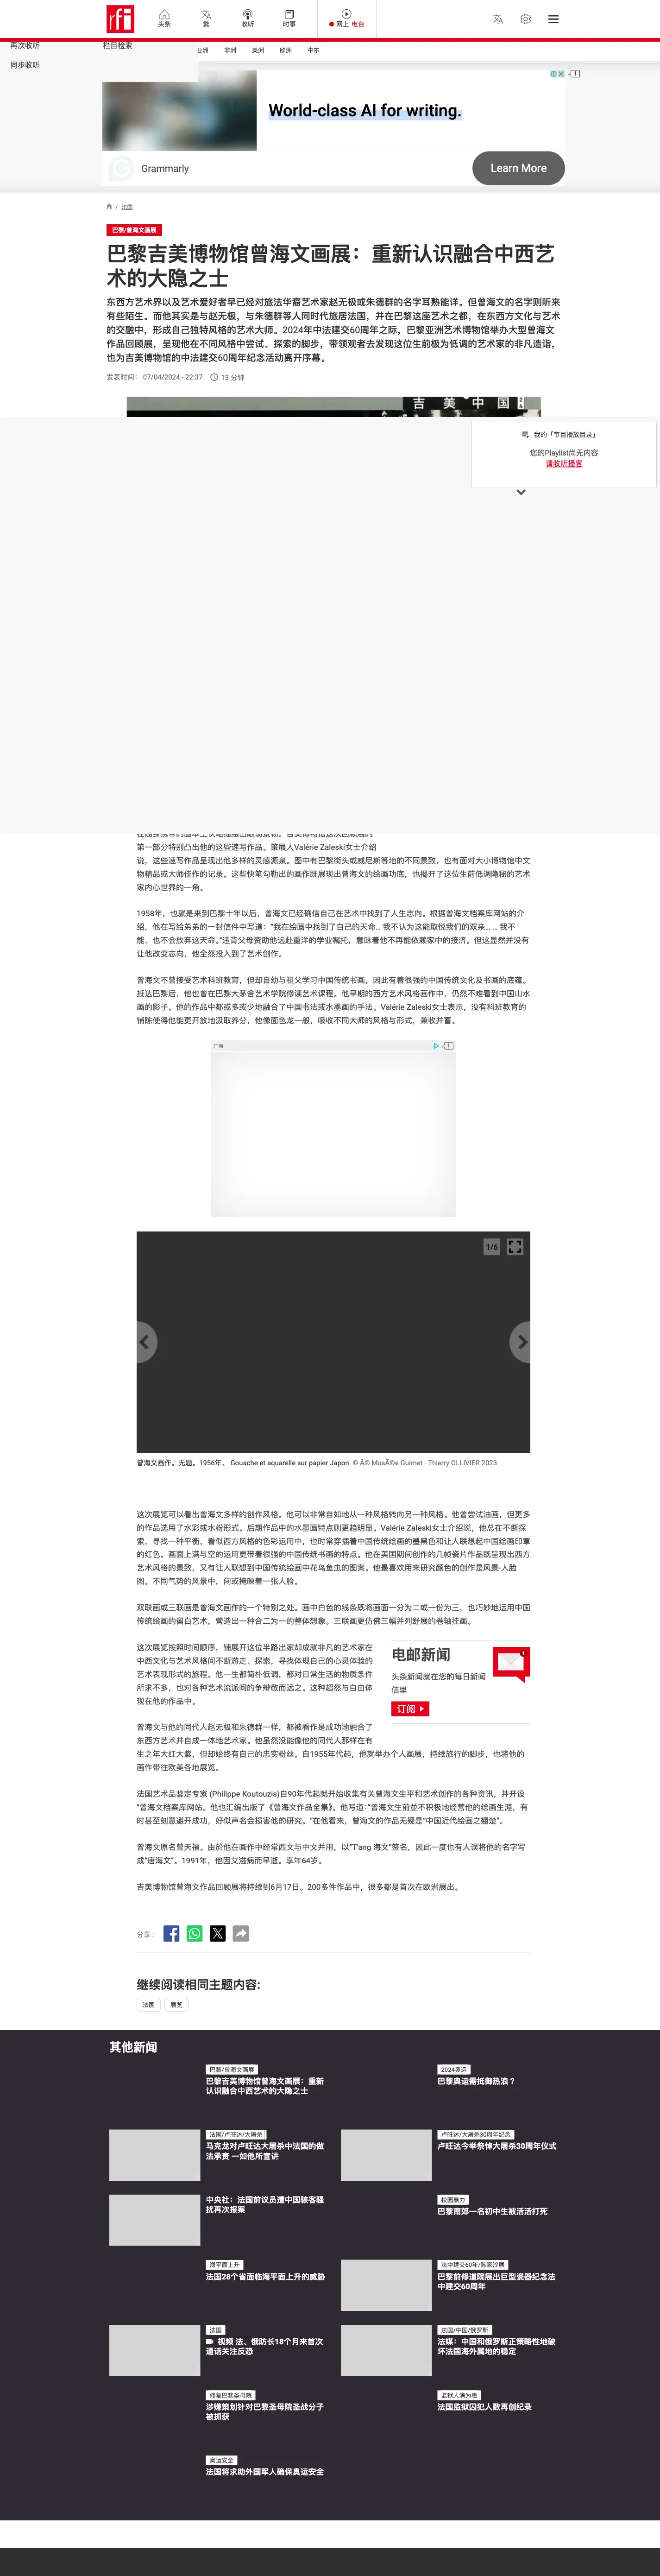 rfi
头条
繁
收听
时事
网上 电台
再次收听
栏目检索
同步收听
亚洲
非洲
美洲
欧洲
中东
World-class AI for writing.
Grammarly
Learn More
/ 法国
巴黎/曾海文画展
巴黎吉美博物馆曾海文画展：重新认识融合中西艺
术的大隐之士
东西方艺术界以及艺术爱好者早已经对旅法华裔艺术家赵无极或朱德群的名字耳熟能详。但曾海文的名字则听来
有些陌生。而他其实是与赵无极，与朱德群等人同时代旅居法国，并在巴黎这座艺术之都，在东西方文化与艺术
的交融中，形成自己独特风格的艺术大师。2024年中法建交60周年之际，巴黎亚洲艺术博物馆举办大型曾海文
作品回顾展，呈现他在不同风格中尝试、探索的脚步，带领观者去发现这位生前极为低调的艺术家的非凡造诣，
也为吉美博物馆的中法建交60周年纪念活动离开序幕。
发表时间： 07/04/2024 - 22:37
13 分钟
吉 美 中 国
我的「节目播放目录」
您的Playlist尚无内容
请收听播客
第一部分特别凸出他的这些速写作品。策展人Valérie Zaleski女士介绍
说，这些速写作品呈现出他多样的灵感源泉。图中有巴黎街头或威尼斯等地的不同景致，也有面对大小博物馆中文
物精品或大师佳作的记录。这些快笔勾勒出的画作既展现出曾海文的绘画功底，也揭开了这位生前低调隐秘的艺术
家内心世界的一角。
1958年，也就是来到巴黎十年以后，曾海文已经确信自己在艺术中找到了人生志向。根据曾海文档案库网站的介
绍，他在写给弟弟的一封信件中写道：“我在绘画中找到了自己的天命... 我不认为这能取悦我们的双亲... ... 我不
能、也不会放弃这天命。”违背父母资助他远赴重洋的学业嘱托，意味着他不再能依赖家中的接济。但这显然并没有
让他改变志向，他全然投入到了艺术创作。
曾海文不曾接受艺术科班教育，但却自幼与祖父学习中国传统书画，因此有着很强的中国传统文化及书画的底蕴。
抵达巴黎后，他也曾在巴黎大茅舍艺术学院修读艺术课程。他早期的西方艺术风格画作中，仍然不难看到中国山水
画的影子。他的作品中都或多或少地融合了中国书法或水墨画的手法。Valérie Zaleski女士表示，没有科班教育的
铺陈使得他能更开放地汲取养分，他像面色龙一般，吸收不同大师的风格与形式，兼收并蓄。
广告
1/6
曾海文画作。无题。1956年。 Gouache et aquarelle sur papier Japon © Â© MusÃ©e Guimet - Thierry OLLIVIER 2023
这次展览可以看出曾海文多样的创作风格。他可以非常自如地从一种风格转向另一种风格。他曾尝试油画，但更多
的作品选用了水彩或水粉形式。后期作品中的水墨画特点则更趋明显。Valérie Zaleski女士介绍说，他总在不断探
索，寻找一种平衡，看似西方风格的色彩运用中，也时常穿插着中国传统绘画的墨黑色和让人联想起中国绘画印章
的红色。画面上满与空的运用更带着很强的中国传统书画的特点。他在美国期间创作的几帧瓷片作品既呈现出西方
艺术风格的景致，又有让人联想到中国传统绘画中花鸟虫鱼的图案。他最喜欢用来研究颜色的创作是风景-人脸
图。不同气势的风景中，间或掩映着一张人脸。
双联画或三联画是曾海文画作的一个特别之处。画中白色的线条既将画面一分为二或一份为三，也巧妙地运用中国
传统绘画的留白艺术，营造出一种合二为一的整体想象。三联画更仿佛三幅并列舒展的卷轴挂画。
这次展览按照时间顺序，铺展开这位半路出家却成就非凡的艺术家在
中西文化与艺术风格间不断游走、探索，寻找体现自己的心灵体验的
艺术表现形式的旅程。他一生都简朴低调，都对日常生活的物质条件
所求不多，也对各种艺术流派间的争辩敬而远之。这种超然与自由体
现在他的作品中。
电邮新闻
头条新闻就在您的每日新闻
信里
订阅
曾海文与他的同代人赵无极和朱德群一样，都被看作是成功地融合了
东西方艺术并自成一体地艺术家。他虽然没能像他的同代人那样在有
生之年大红大紫，但却始终有自己的忠实粉丝。自1955年代起，他就举办个人画展，持续旅行的脚步，也将他的
画作带往欧美各地展览。
法国艺术品鉴定专家 (Philippe Koutouzis)自90年代起就开始收集有关曾海文生平和艺术创作的各种资讯，并开设
“曾海文档案库网站。他也汇编出版了《曾海文作品全集》。他写道：“曾海文生前並不积极地经营他的绘画生涯，有
时甚至刻意避开成功，好似声名会损害他的研究。”在他看来，曾海文的作品无疑是“中国近代绘画之翘楚”。
曾海文原名曾天福。由於他在画作中经常西文与中文并用，以“T'ang 海文”签名，因此一度也有人误将他的名字写
成“唐海文”。1991年，他因艾滋病而早逝。享年64岁。
吉美博物馆曾海文作品回顾展将持续到6月17日。200多件作品中，很多都是首次在欧洲展出。
分享：
继续阅读相同主题内容:
法国
展览
其他新闻
巴黎/曾海文画展
巴黎吉美博物馆曾海文画展：重新
认识融合中西艺术的大隐之士
2024奥运
巴黎奥运需抵御热浪？
法国/卢旺达/大屠杀
马克龙对卢旺达大屠杀中法国的做
法承责 一如他所宣讲
卢旺达/大屠杀30周年纪念
卢旺达今举祭悼大屠杀30周年仪式
中央社：法国前议员遭中国骇客骚
扰再次报案
校园暴力
巴黎南郊一名初中生被活活打死
海平面上升
法国28个省面临海平面上升的威胁
法中建交60年/陈家泠展
巴黎前修道院展出巨型瓷器纪念法
中建交60周年
法国
视频 法、俄防长18个月来首次
通话关注反恐
法国/中国/俄罗斯
法媒：中国和俄罗斯正策略性地破
坏法国海外属地的稳定
修复巴黎圣母院
涉嫌策划针对巴黎圣母院圣战分子
被抓获
监狱人满为患
法国监狱囚犯人数再创纪录
奥运安全
法国将求助外国军人确保奥运安全